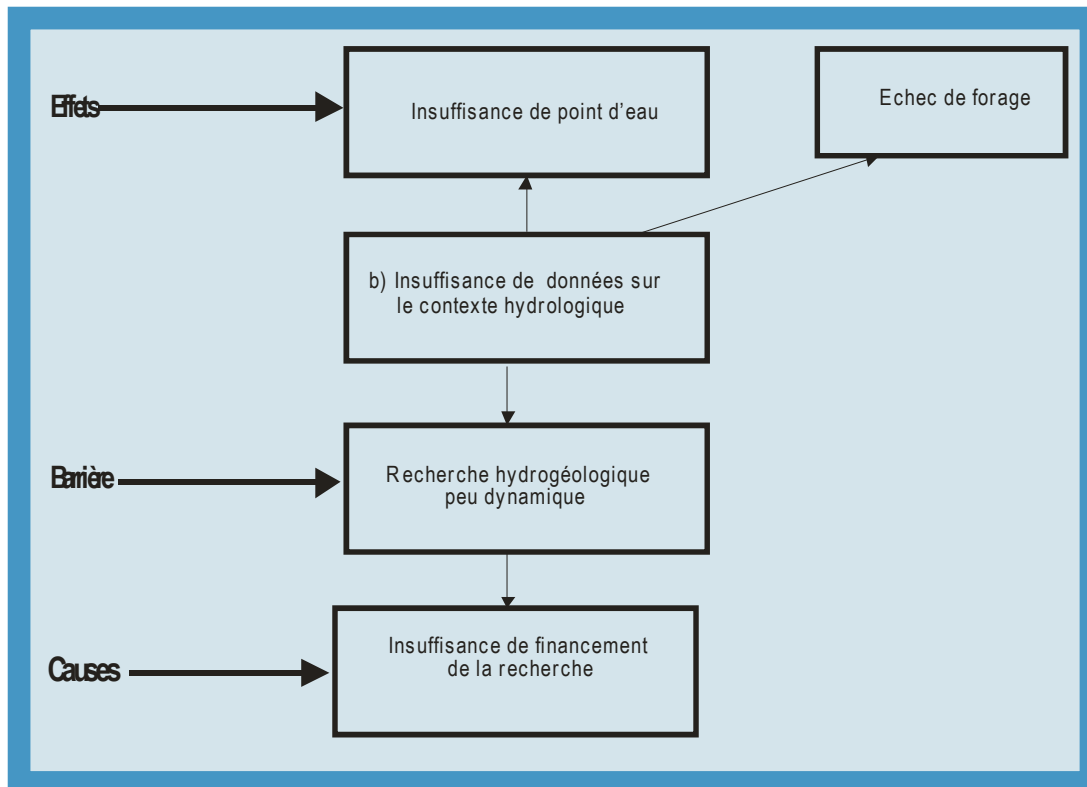 Effets
Insuffisance de point d'eau
Echec de forage
b) Insuffisance de données sur
le contexte hydrologique
Barrière
Recherche hydrogéologique
peu dynamique
Causes
Insuffisance de financement
de la recherche